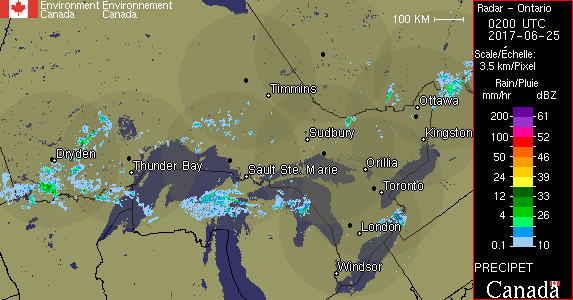 Environment Environnement
Canada Canada
100 KM
Timmins
Ottawa
Sudbury
Kingston
Dryden
Thunder Bay
Sault Ste. Marie
Orillia
Toronto
London
Windsor
Radar - Ontario
0200 UTC
2017-06-25
Scale/Échelle:
3.5 km/Pixel
Rain/Pluie
mm/hr dBZ
200 61
100 52
50 46
24 39
12 33
4 26
0.1 10
PRECIPET
Canada